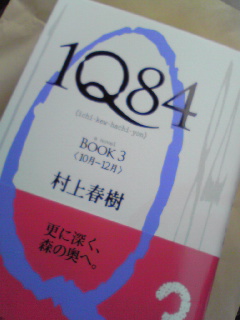 1Q84
(ichi-kew-hachi-yon)
a novel
BOOK 3
〈10月-12月〉
村上春樹
更に深く、
森の奥へ。
3